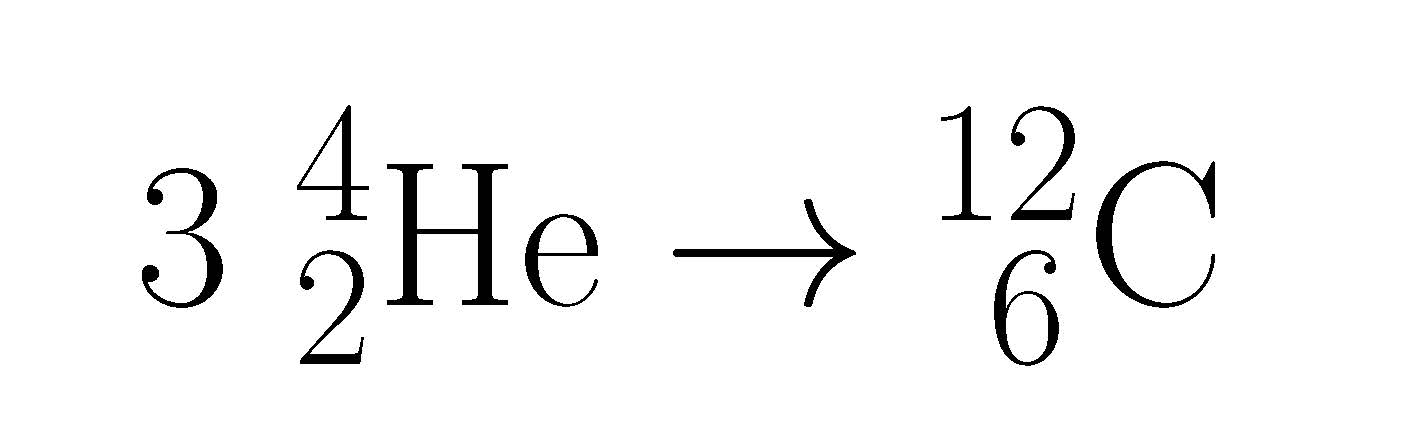 3 ⁴₂He → ¹²₆C